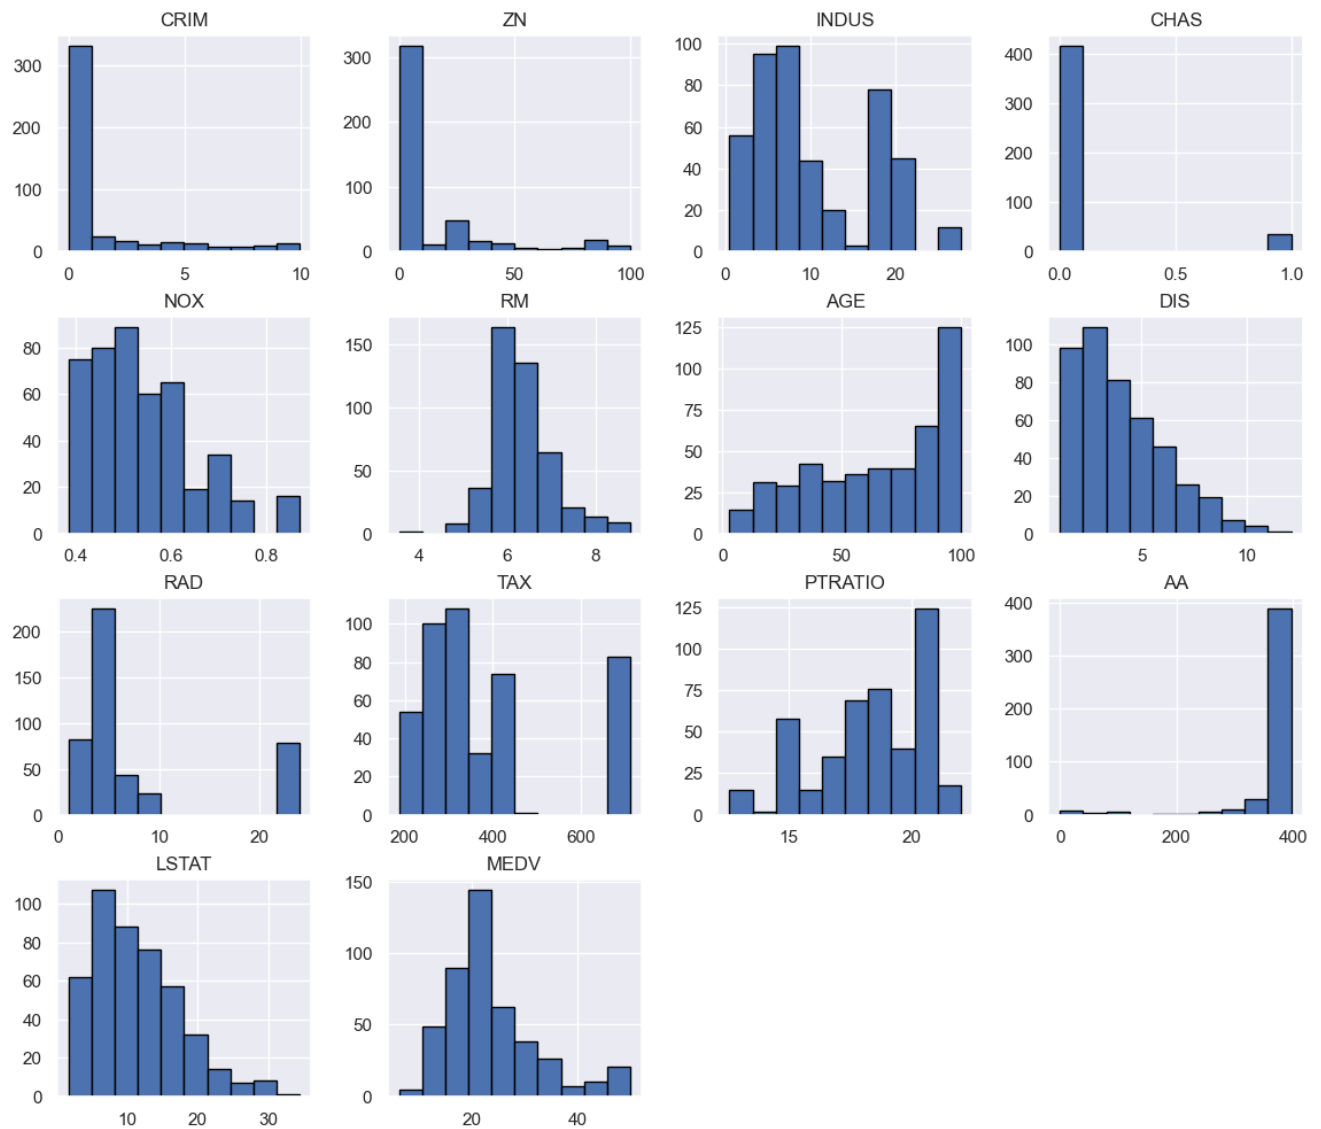 CRIM ZN INDUS CHAS
300 200 100 0
0 5 10
300 200 100 0
0 50 100
100 80 60 40 20 0
0 10 20
400 300 200 100 0
0.0 0.5 1.0
NOX RM AGE DIS
80 60 40 20 0
0.4 0.6 0.8
150 100 50 0
4 6 8
125 100 75 50 25 0
0 50 100
100 80 60 40 20 0
5 10
RAD TAX PTRATIO AA
200 150 100 50 0
0 10 20
100 80 60 40 20 0
200 400 600
125 100 75 50 25 0
15 20
400 300 200 100 0
0 200 400
LSTAT MEDV
100 80 60 40 20 0
10 20 30
150 100 50 0
20 40